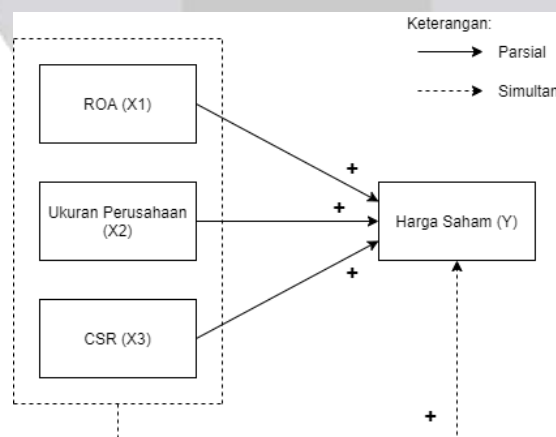 Keterangan:
Parsial
Simultan
ROA (X1)
+
Ukuran Perusahaan
(X2)
+
Harga Saham (Y)
+
CSR (X3)
+